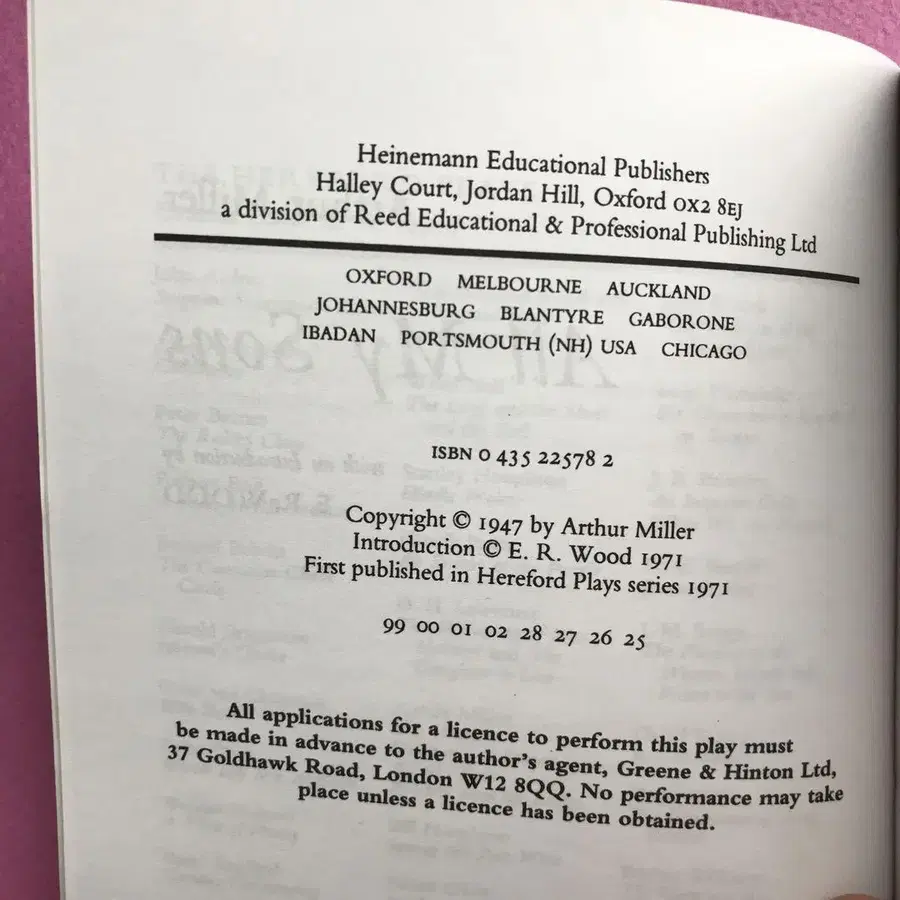 Heinemann Educational Publishers
Halley Court, Jordan Hill, Oxford OX2 8EJ
a division of Reed Educational & Professional Publishing Ltd
OXFORD MELBOURNE AUCKLAND
JOHANNESBURG BLANTYRE GABORONE
IBADAN PORTSMOUTH (NH) USA CHICAGO
ISBN 0 435 22578 2
Copyright © 1947 by Arthur Miller
Introduction © E. R. Wood 1971
First published in Hereford Plays series 1971
99 00 01 02 28 27 26 25
All applications for a licence to perform this play must
be made in advance to the author's agent, Greene & Hinton Ltd,
37 Goldhawk Road, London W12 8QQ. No performance may take
place unless a licence has been obtained.